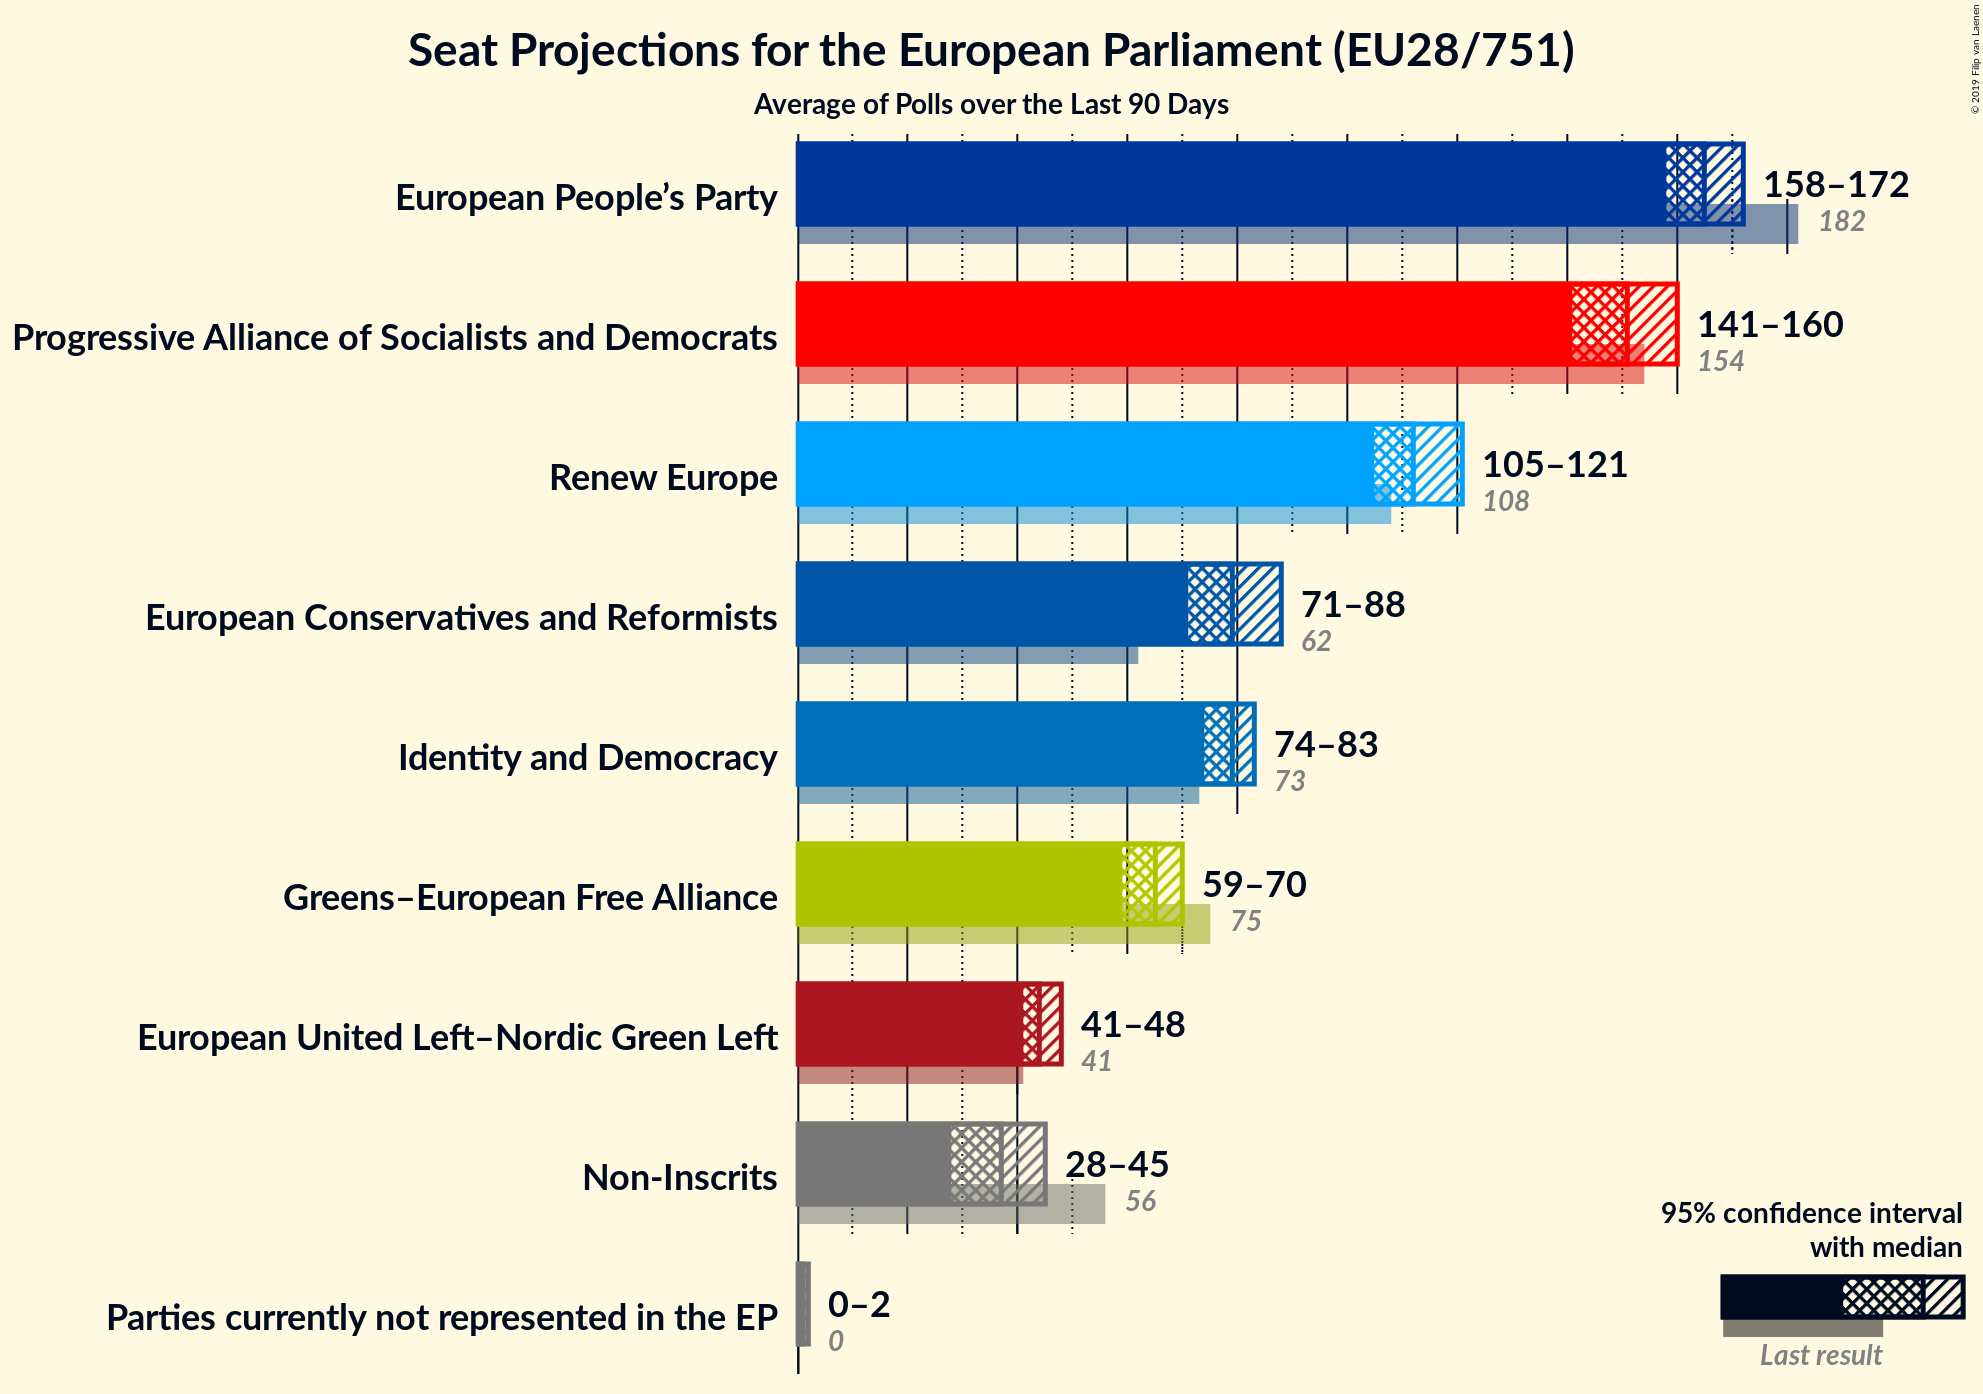 Seat Projections for the European Parliament (EU28/751)
Average of Polls over the Last 90 Days
© 2019 Filip van Laenen
European People’s Party
158–172
182
Progressive Alliance of Socialists and Democrats
141–160
154
Renew Europe
105–121
108
European Conservatives and Reformists
71–88
62
Identity and Democracy
74–83
73
Greens–European Free Alliance
59–70
75
European United Left–Nordic Green Left
41–48
41
Non-Inscrits
28–45
56
Parties currently not represented in the EP
0–2
0
95% confidence interval
with median
Last result